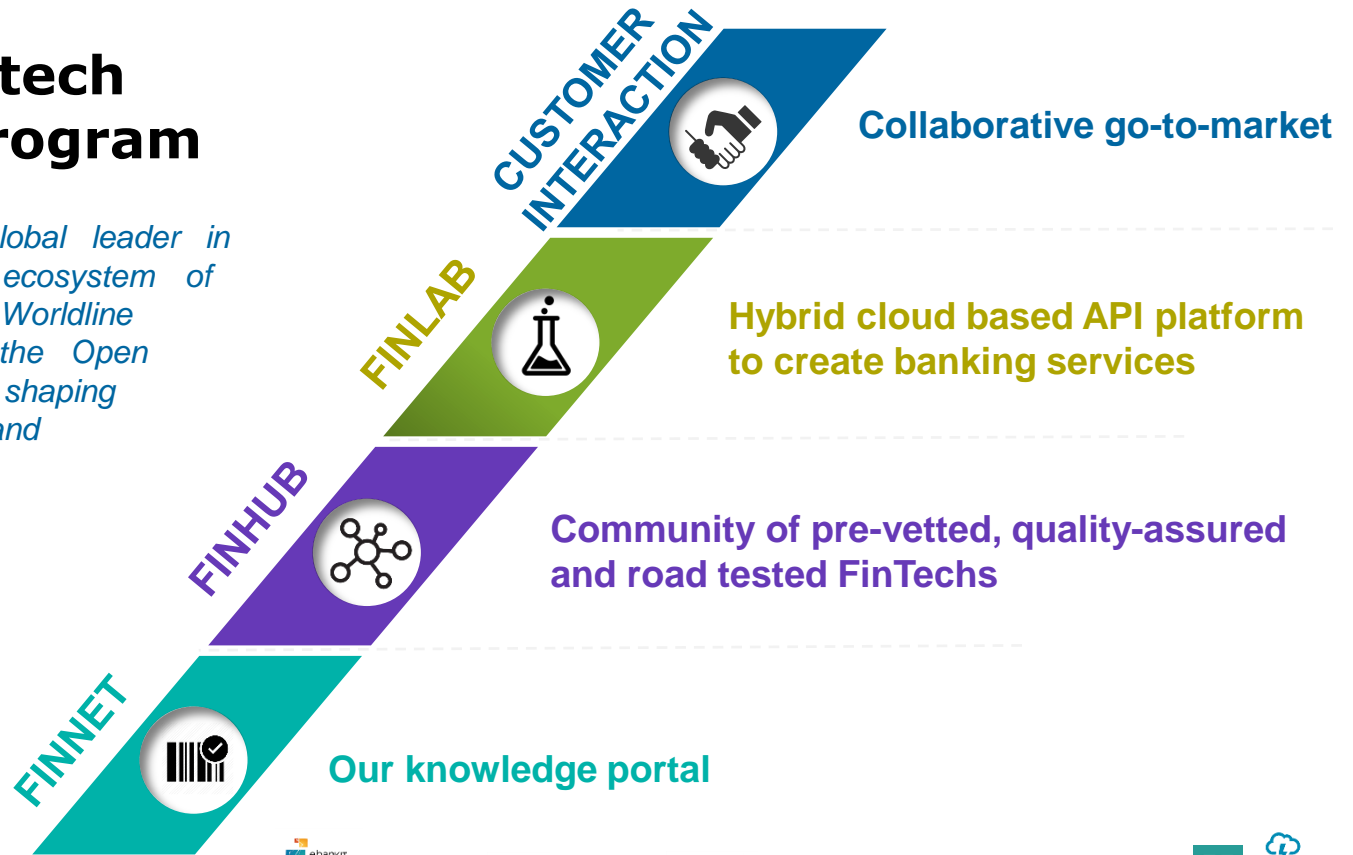 tech
rogram
lobal leader in
ecosystem of
Worldline
the Open
shaping
and
CUSTOMER
INTERACTION
Collaborative go-to-market
FINLAB
Hybrid cloud based API platform
to create banking services
FINHUB
Community of pre-vetted, quality-assured
and road tested FinTechs
FINNET
Our knowledge portal